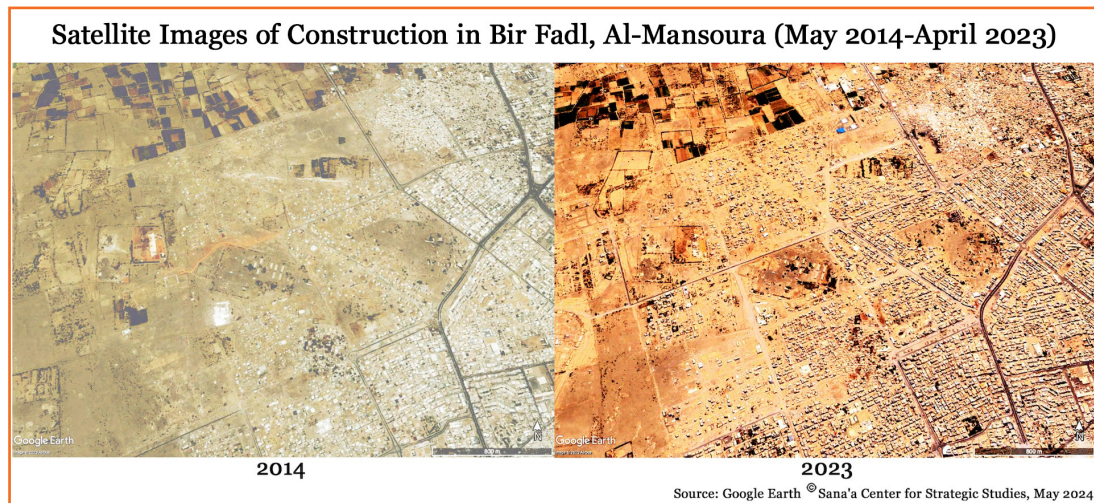 Satellite Images of Construction in Bir Fadl, Al-Mansoura (May 2014-April 2023)
Google Earth
800 m
N
Google Earth
800 m
N
2014
2023
Source: Google Earth © Sana'a Center for Strategic Studies, May 2024